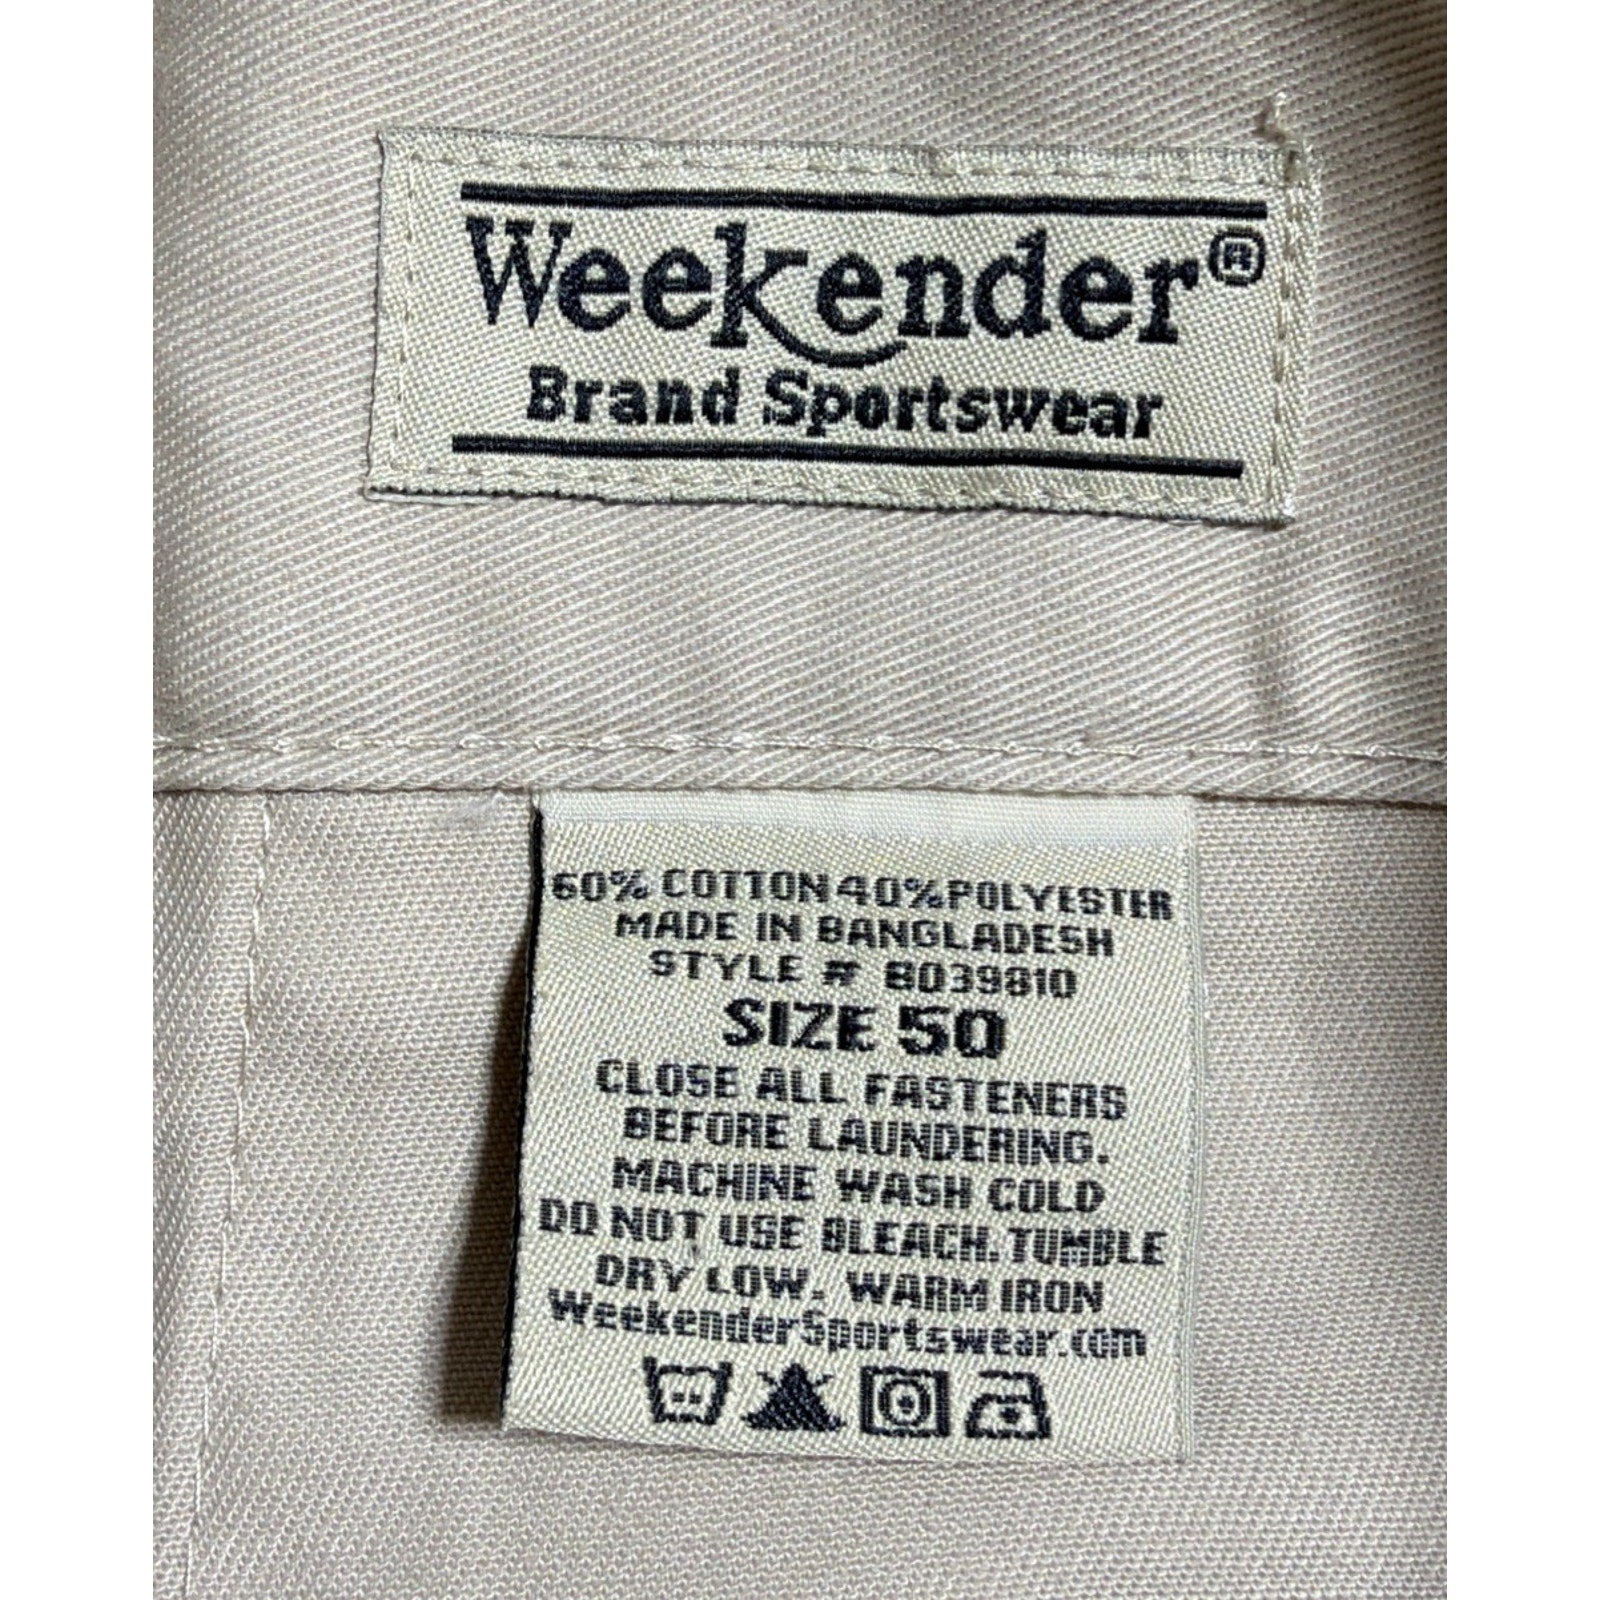 Weekender®
Brand Sportswear
60% COTTON 40% POLYESTER
MADE IN BANGLADESH
STYLE # 8039810
SIZE 50
CLOSE ALL FASTENERS
BEFORE LAUNDERING.
MACHINE WASH COLD
DO NOT USE BLEACH. TUMBLE
DRY LOW. WARM IRON
WeekenderSportswear.com